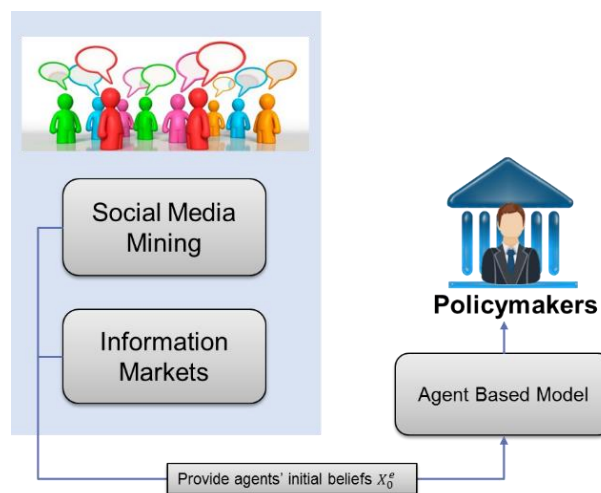 Social Media
Mining
Information
Markets
Policymakers
Agent Based Model
Provide agents' initial beliefs X₀ᵉ